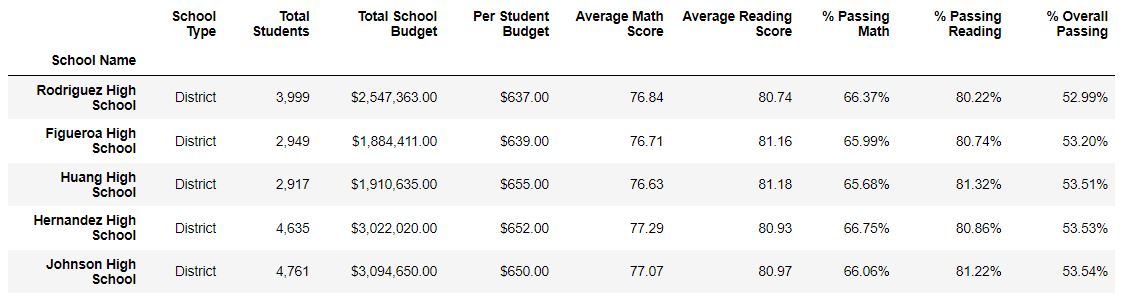 School Type Total Students Total School Budget Per Student Budget Average Math Score Average Reading Score % Passing Math % Passing Reading % Overall Passing
School Name
Rodriguez High School District 3,999 $2,547,363.00 $637.00 76.84 80.74 66.37% 80.22% 52.99%
Figueroa High School District 2,949 $1,884,411.00 $639.00 76.71 81.16 65.99% 80.74% 53.20%
Huang High School District 2,917 $1,910,635.00 $655.00 76.63 81.18 65.68% 81.32% 53.51%
Hernandez High School District 4,635 $3,022,020.00 $652.00 77.29 80.93 66.75% 80.86% 53.53%
Johnson High School District 4,761 $3,094,650.00 $650.00 77.07 80.97 66.06% 81.22% 53.54%